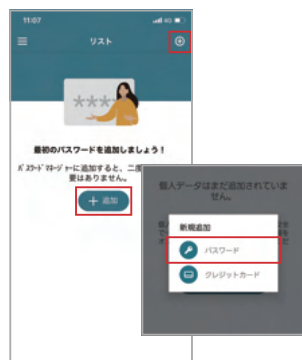 11:07
4G
リスト
***
最初のパスワードを追加しましょう！
パスワードマネージャーに追加すると、二度
要はありません。
+ 追加
個人データはまだ追加されていま
せん。
新規追加
パスワード
クレジットカード